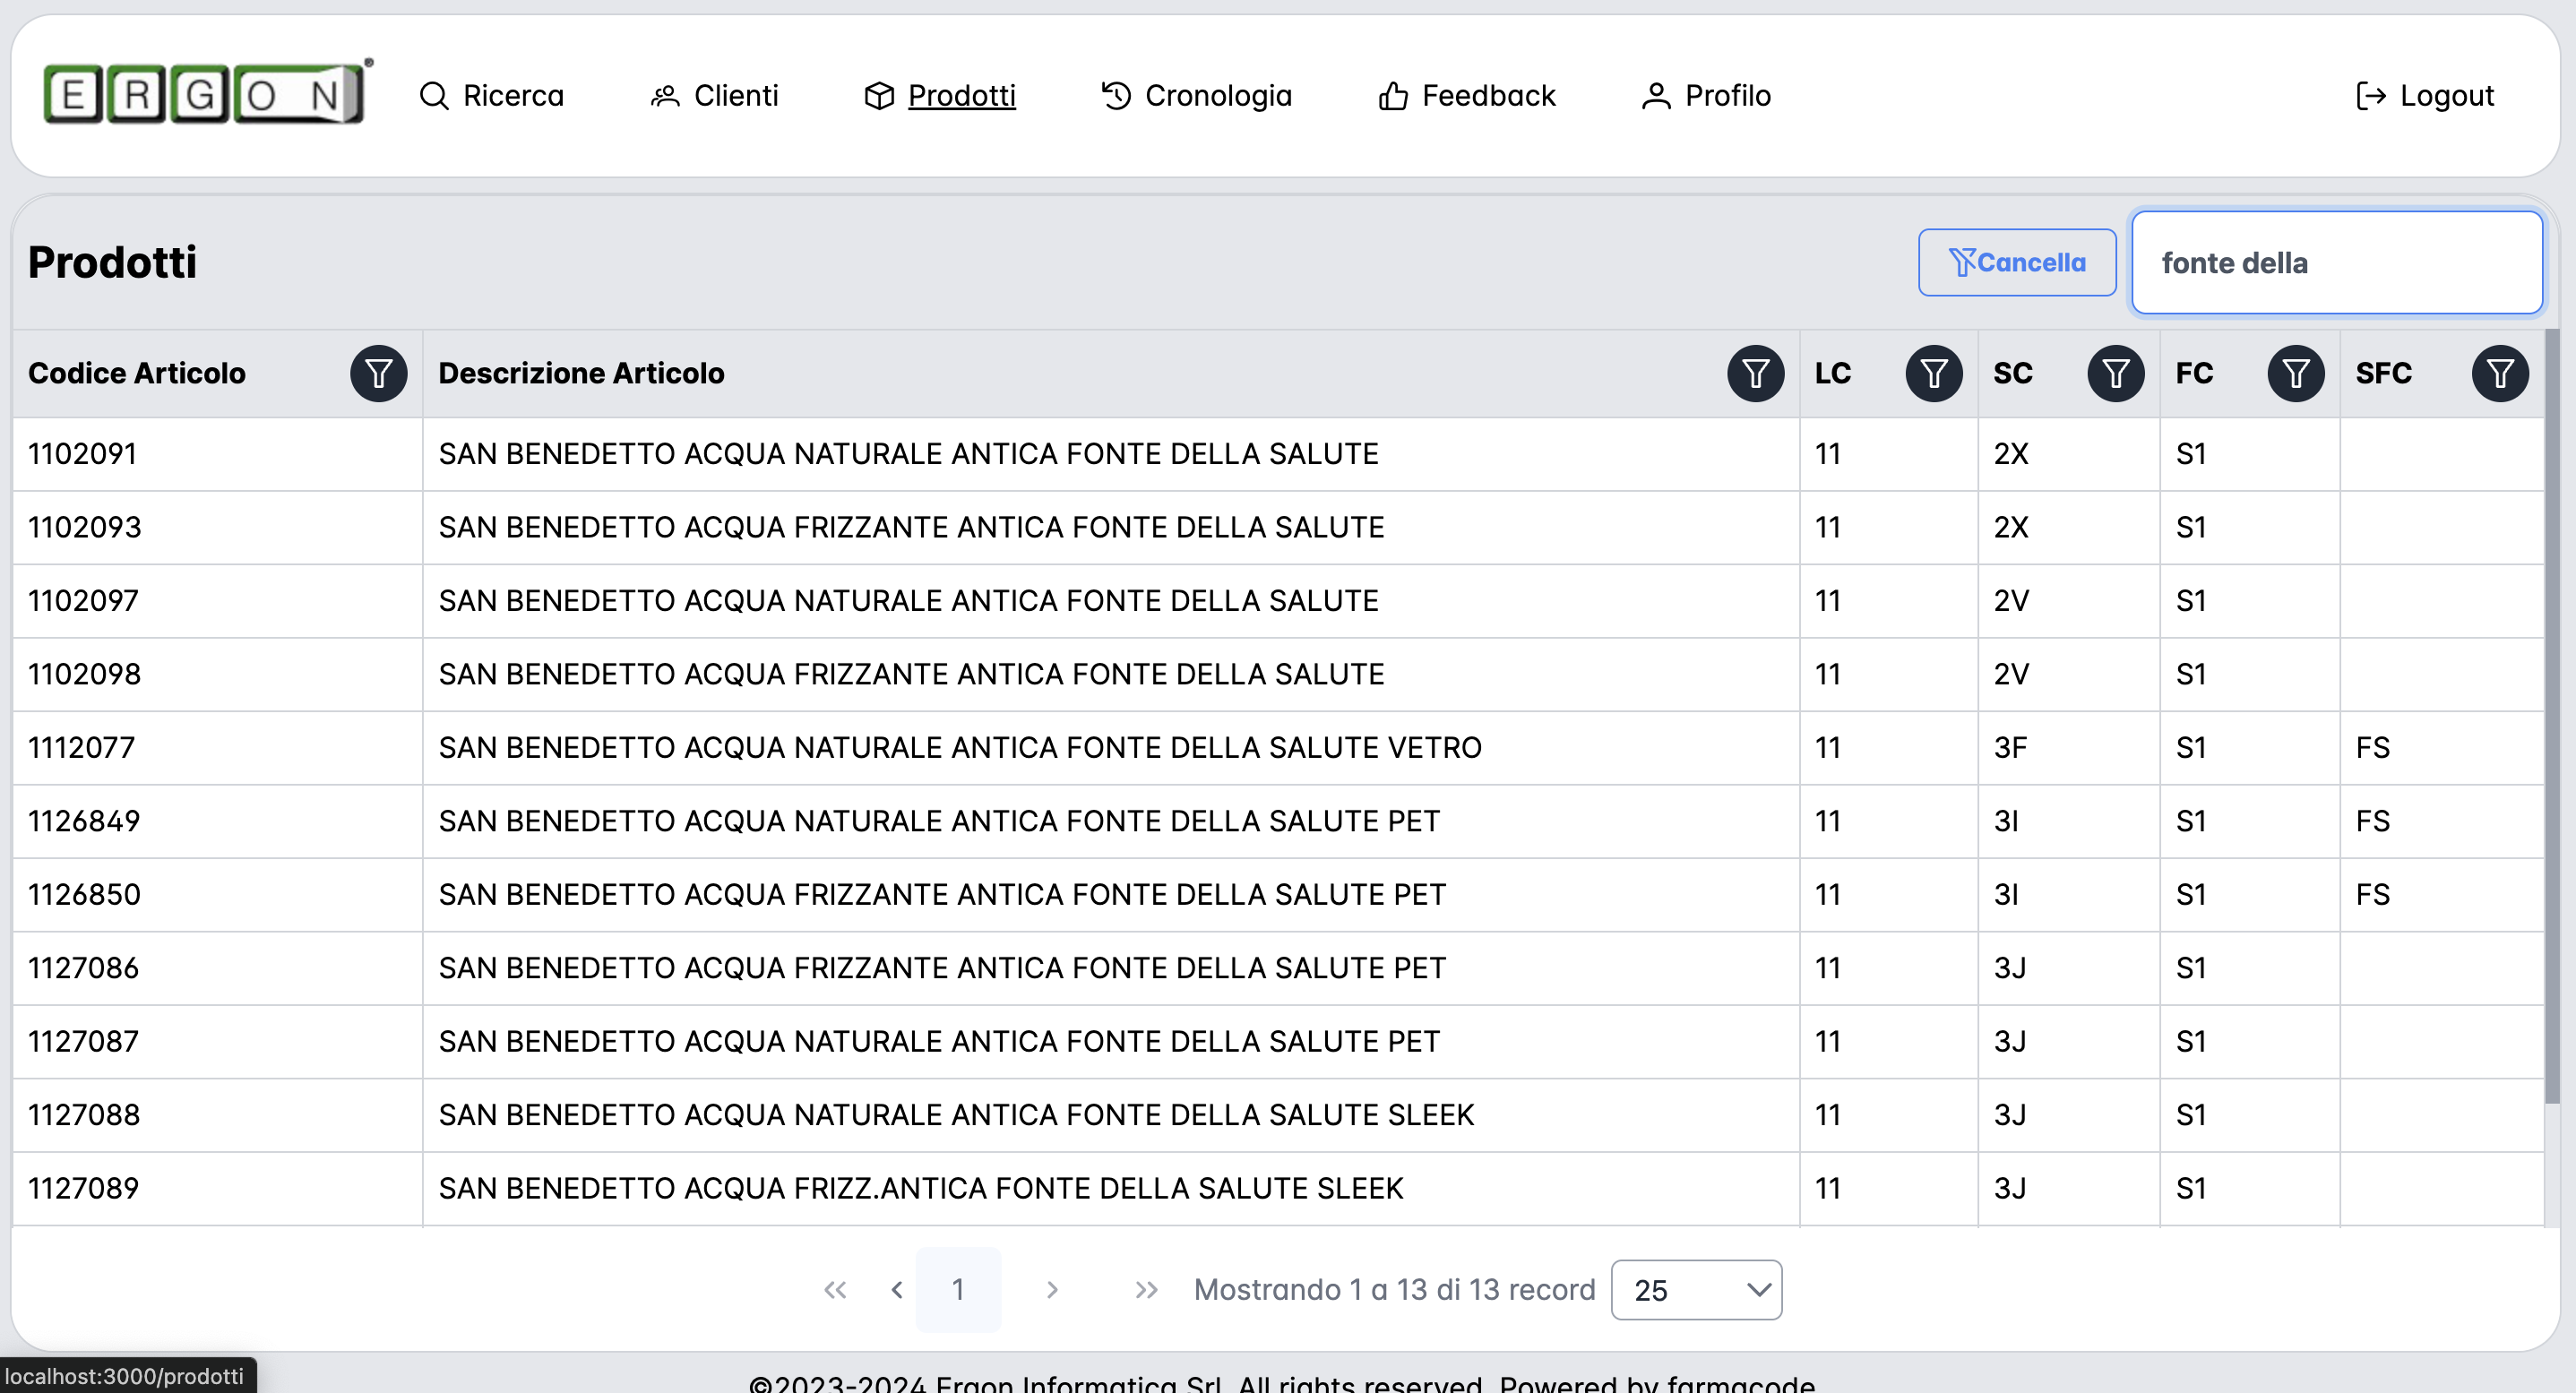 ERGON Ricerca Clienti Prodotti Cronologia Feedback Profilo Logout
Prodotti Cancella fonte della
Codice Articolo Descrizione Articolo LC SC FC SFC
1102091 SAN BENEDETTO ACQUA NATURALE ANTICA FONTE DELLA SALUTE 11 2X S1
1102093 SAN BENEDETTO ACQUA FRIZZANTE ANTICA FONTE DELLA SALUTE 11 2X S1
1102097 SAN BENEDETTO ACQUA NATURALE ANTICA FONTE DELLA SALUTE 11 2V S1
1102098 SAN BENEDETTO ACQUA FRIZZANTE ANTICA FONTE DELLA SALUTE 11 2V S1
1112077 SAN BENEDETTO ACQUA NATURALE ANTICA FONTE DELLA SALUTE VETRO 11 3F S1 FS
1126849 SAN BENEDETTO ACQUA NATURALE ANTICA FONTE DELLA SALUTE PET 11 3I S1 FS
1126850 SAN BENEDETTO ACQUA FRIZZANTE ANTICA FONTE DELLA SALUTE PET 11 3I S1 FS
1127086 SAN BENEDETTO ACQUA FRIZZANTE ANTICA FONTE DELLA SALUTE PET 11 3J S1
1127087 SAN BENEDETTO ACQUA NATURALE ANTICA FONTE DELLA SALUTE PET 11 3J S1
1127088 SAN BENEDETTO ACQUA NATURALE ANTICA FONTE DELLA SALUTE SLEEK 11 3J S1
1127089 SAN BENEDETTO ACQUA FRIZZ.ANTICA FONTE DELLA SALUTE SLEEK 11 3J S1
« ‹ 1 › » Mostrando 1 a 13 di 13 record 25
localhost:3000/prodotti
©2023-2024 Ergon Informatica Srl. All rights reserved. Powered by farmacode